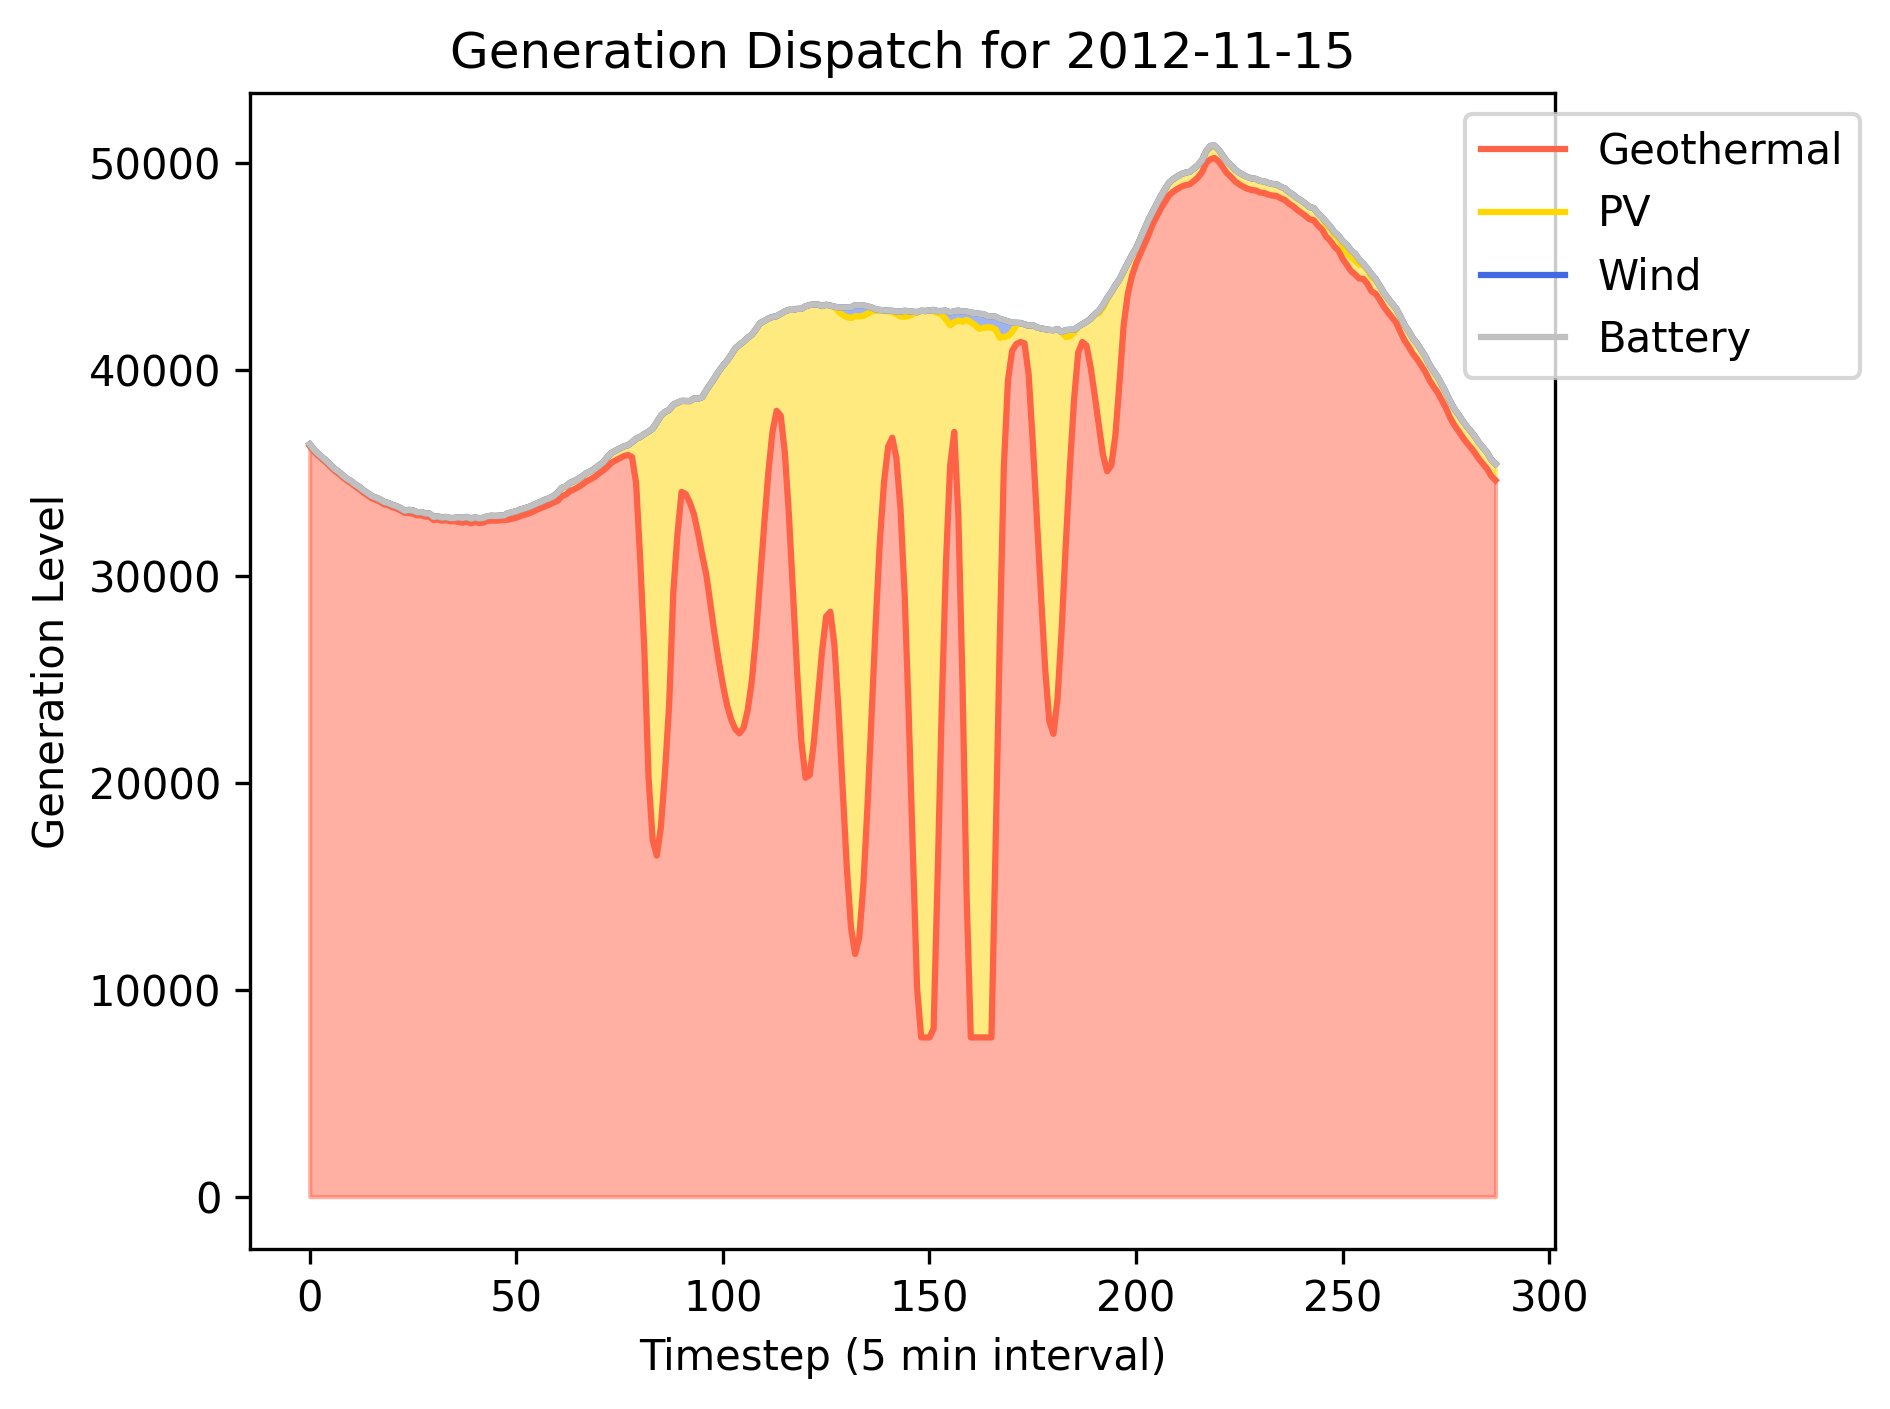 Generation Dispatch for 2012-11-15
Geothermal
PV
Wind
Battery
Generation Level
50000
40000
30000
20000
10000
0
0 50 100 150 200 250 300
Timestep (5 min interval)